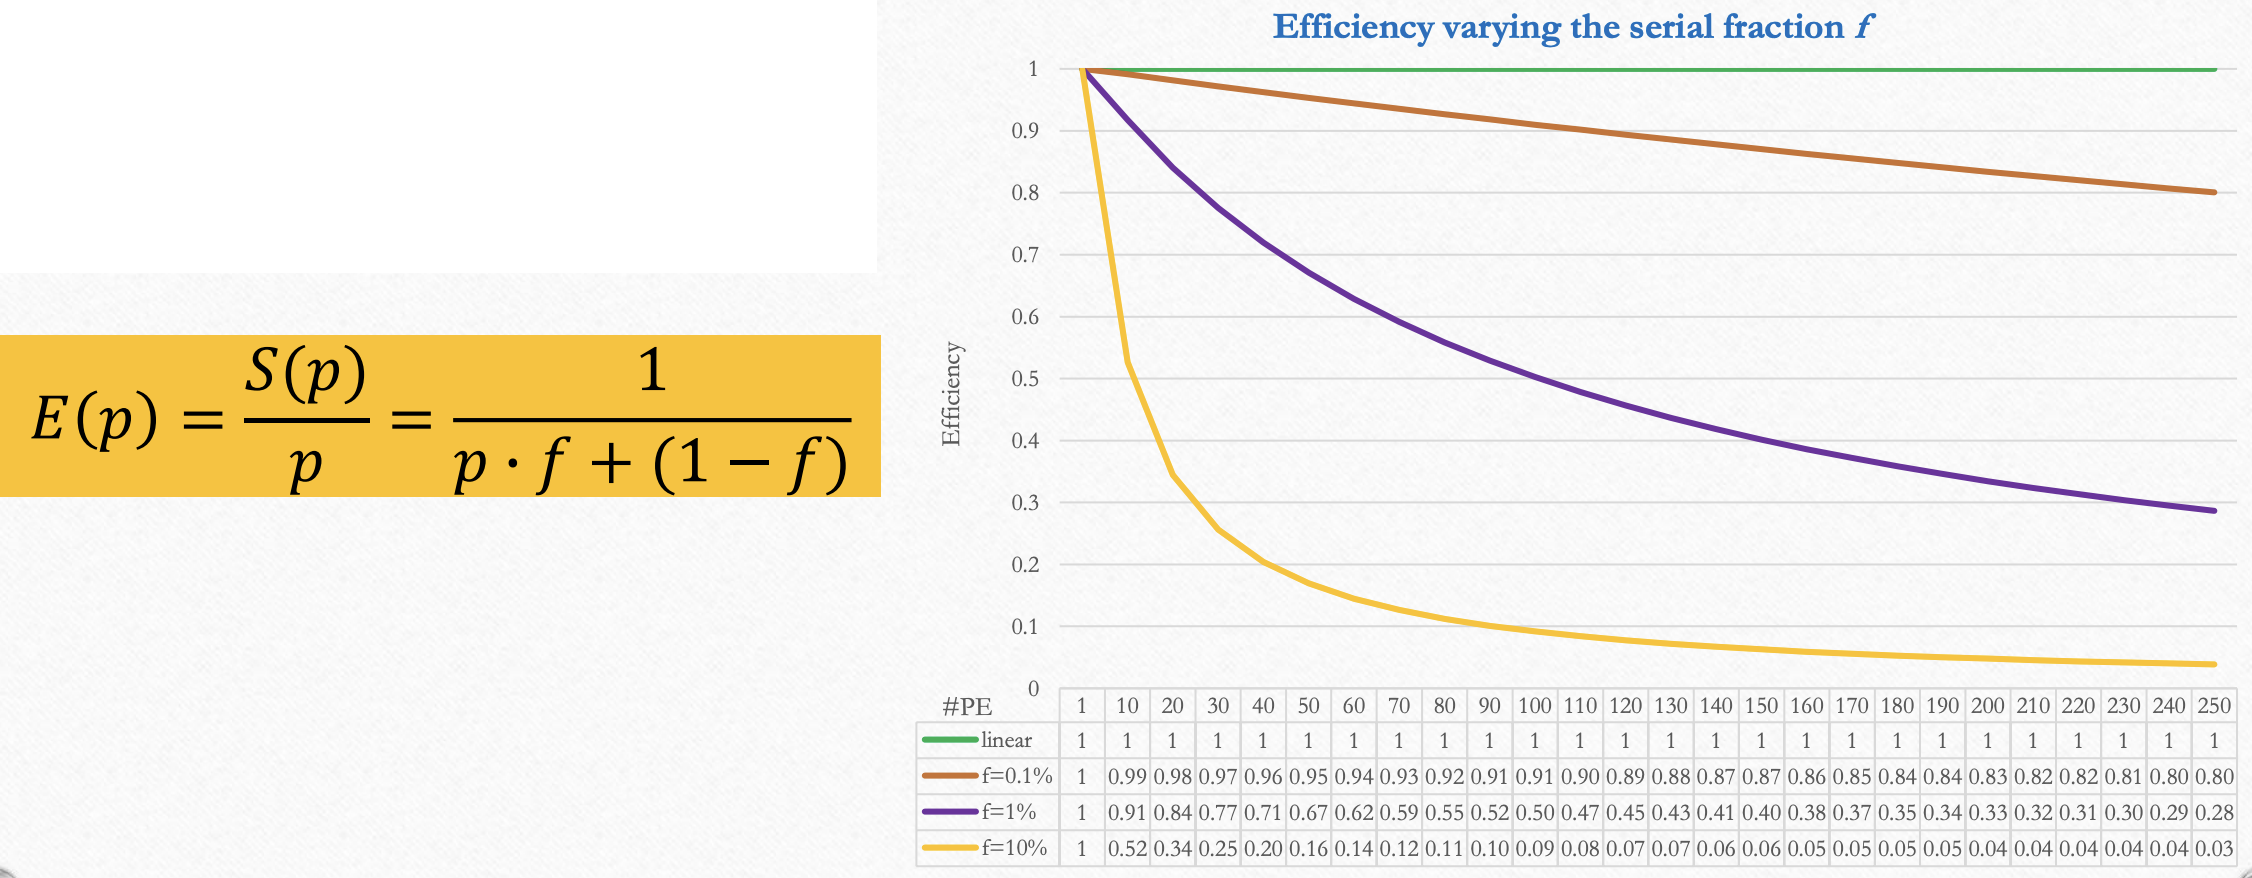 Efficiency varying the serial fraction f
E(p) = S(p)/p = 1/(p · f + (1 − f))
Efficiency
1
0.9
0.8
0.7
0.6
0.5
0.4
0.3
0.2
0.1
0
#PE 1 10 20 30 40 50 60 70 80 90 100 110 120 130 140 150 160 170 180 190 200 210 220 230 240 250
linear 1 1 1 1 1 1 1 1 1 1 1 1 1 1 1 1 1 1 1 1 1 1 1 1 1 1
f=0.1% 1 0.99 0.98 0.97 0.96 0.95 0.94 0.93 0.92 0.91 0.91 0.90 0.89 0.88 0.87 0.87 0.86 0.85 0.84 0.84 0.83 0.82 0.82 0.81 0.80 0.80
f=1% 1 0.91 0.84 0.77 0.71 0.67 0.62 0.59 0.55 0.52 0.50 0.47 0.45 0.43 0.41 0.40 0.38 0.37 0.35 0.34 0.33 0.32 0.31 0.30 0.29 0.28
f=10% 1 0.52 0.34 0.25 0.20 0.16 0.14 0.12 0.11 0.10 0.09 0.08 0.07 0.07 0.06 0.06 0.05 0.05 0.05 0.05 0.04 0.04 0.04 0.04 0.04 0.03